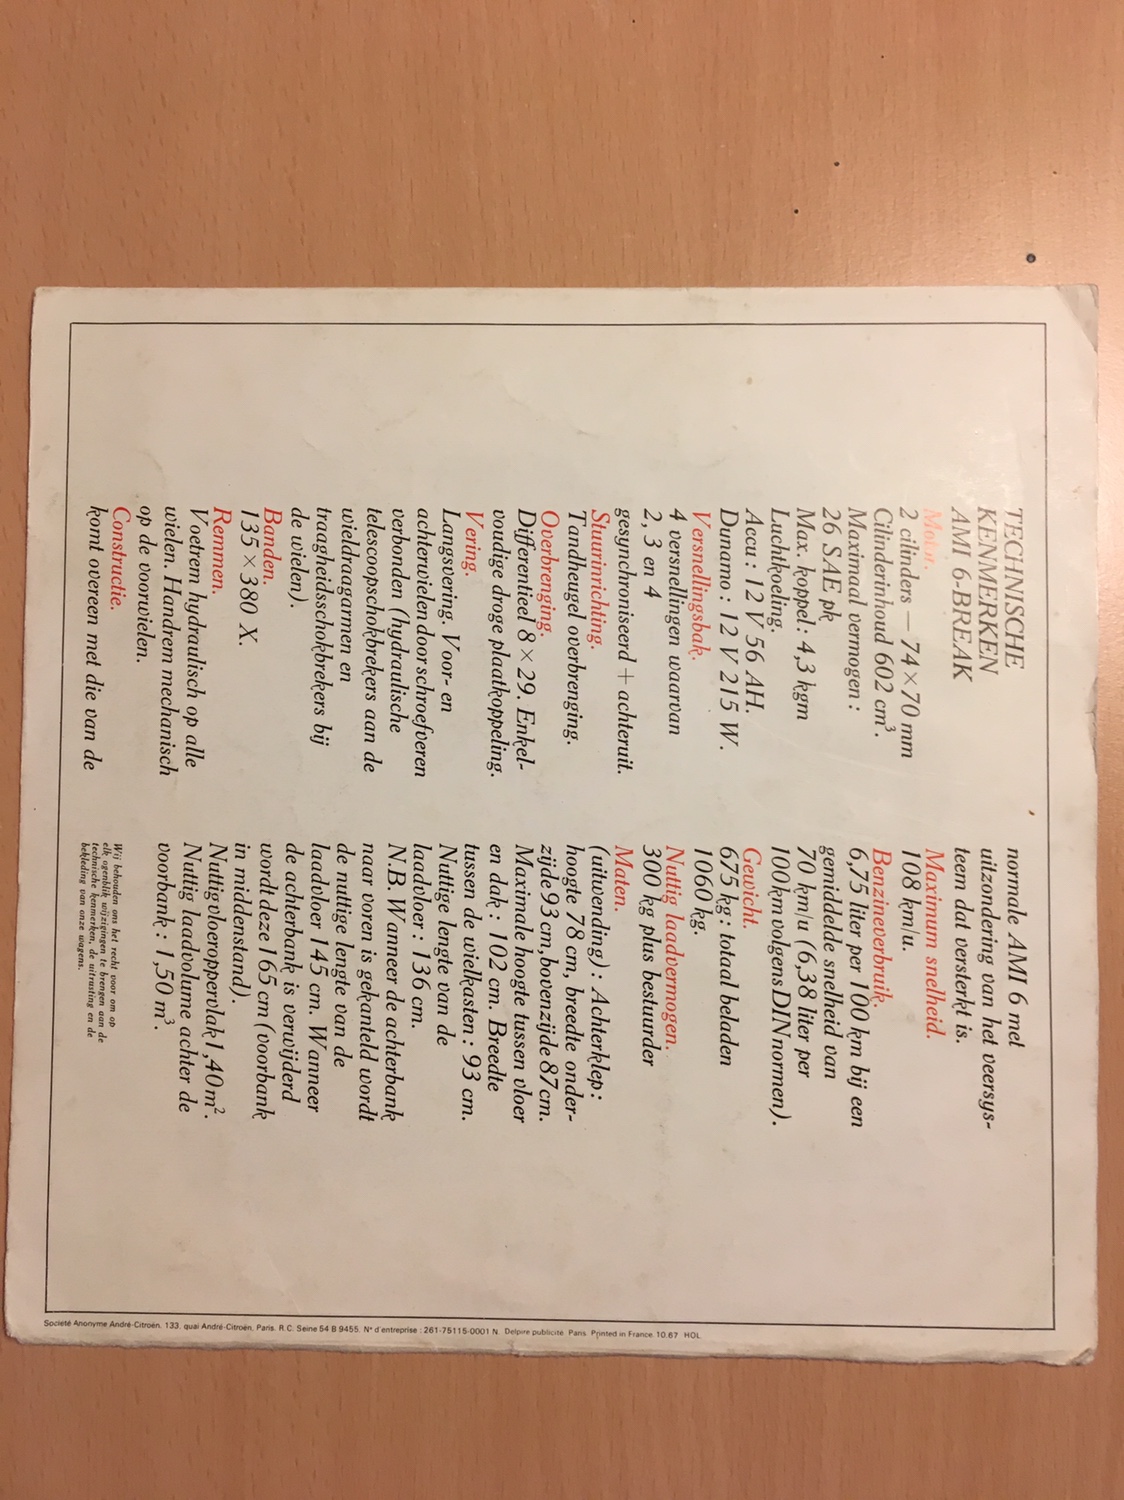 TECHNISCHE
KENMERKEN
AMI 6-BREAK
Motor.
2 cilinders — 74×70 mm
Cilinderinhoud 602 cm³.
Maximaal vermogen :
26 SAE pk
Max. koppel : 4,3 kgm
Luchtkoeling.
Accu : 12 V 56 AH.
Dunamo : 12 V 215 W.
Versnellingsbak.
4 versnellingen waarvan
2, 3 en 4
gesynchroniseerd + achteruit.
Stuurinrichting.
Tandheugel overbrenging.
Overbrenging.
Differentieel 8 × 29. Enkel-
voudige droge plaatkoppeling.
Vering.
Langsvering. Voor- en
achterwielen door schroefveren
verbonden (hydraulische
telescoopschokbrekers aan de
wieldraagarmen en
traagheidsschokbrekers bij
de wielen).
Banden.
135 × 380 X.
Remmen.
Voetrem hydraulisch op alle
wielen. Handrem mechanisch
op de voorwielen.
Constructie.
komt overeen met die van de
normale AMI 6 met
uitzondering van het veersys-
teem dat versterkt is.
Maximum snelheid.
108 km/u.
Benzineverbruik.
6,75 liter per 100 km bij een
gemiddelde snelheid van
70 km/u (6,38 liter per
100 km volgens DIN normen).
Gewicht.
675 kg : totaal beladen
1060 kg.
Nuttig laadvermogen.
300 kg plus bestuurder
Maten.
(uitwending) : Achterklep :
hoogte 78 cm, breedte onder-
zijde 93 cm, bovenzijde 87 cm.
Maximale hoogte tussen vloer
en dak : 102 cm. Breedte
tussen de wielkasten : 93 cm.
Nuttige lengte van de
laadvloer : 136 cm.
N.B. Wanneer de achterbank
naar voren is gekanteld wordt
de nuttige lengte van de
laadvloer 145 cm. Wanneer
de achterbank is verwijderd
wordt deze 165 cm (voorbank
in middenstand).
Nuttig vloeroppervlak 1,40 m².
Nuttig laadvolume achter de
voorbank : 1,50 m³.
Wij behouden ons het recht voor om op
elk ogenblik wijzigingen te brengen aan de
technische kenmerken, de uitrusting en de
bekleding van onze wagens.
Société Anonyme André-Citroën, 133, quai André-Citroën, Paris. R.C. Seine 54 B 9455. N° d'entreprise : 261-75115-0001 N. Delpire publicité Paris. Printed in France. 10.67 HOL